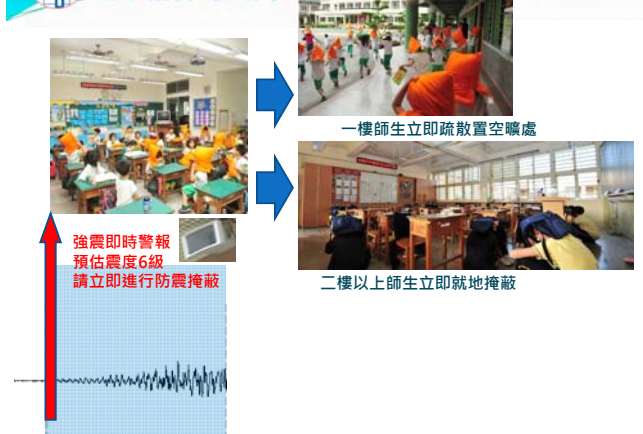 一樓師生立即疏散置空曠處
強震即時警報
預估震度6級
請立即進行防震掩蔽
二樓以上師生立即就地掩蔽